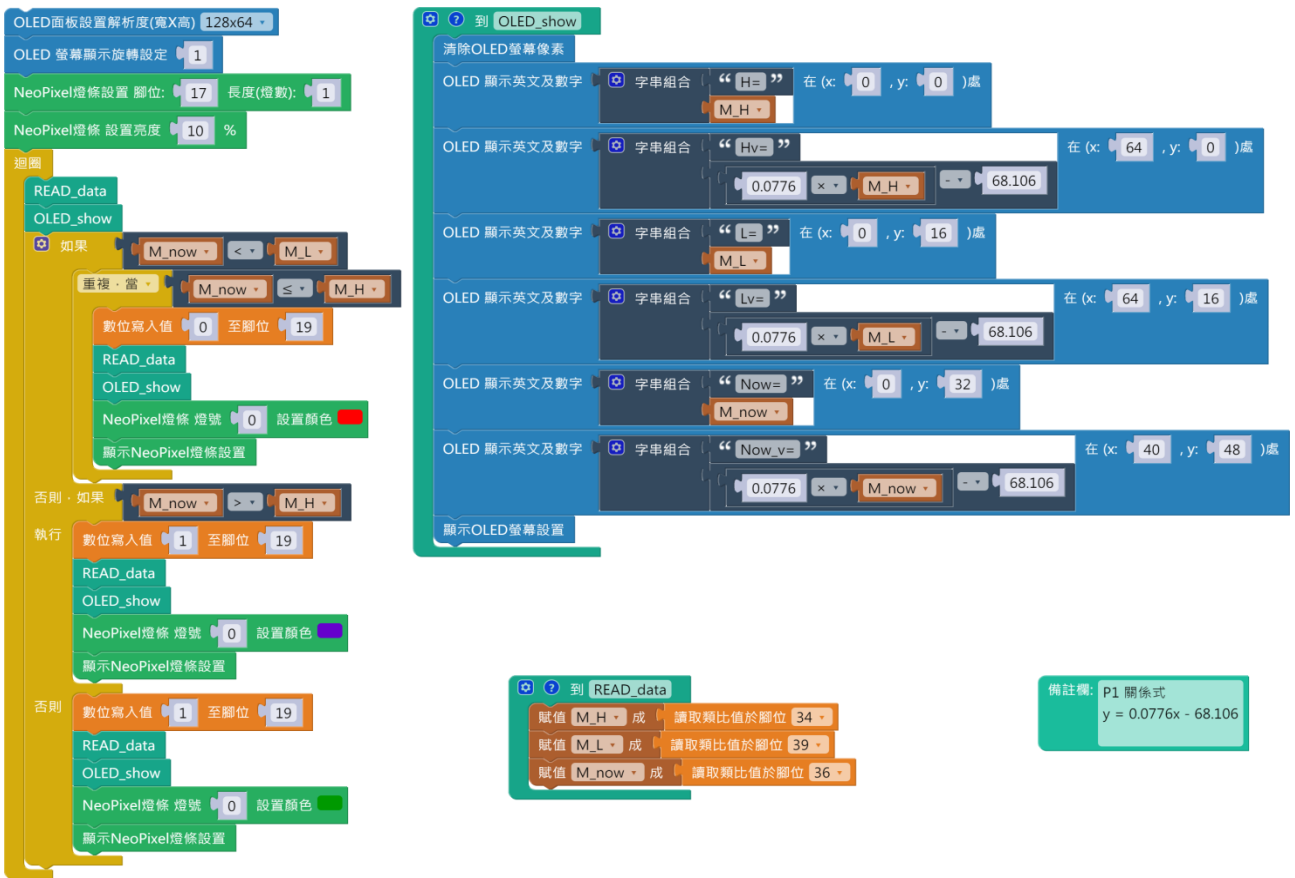 OLED面板設置解析度(寬X高) 128x64
OLED 螢幕顯示旋轉設定 1
NeoPixel燈條設置 腳位: 17 長度(燈數): 1
NeoPixel燈條 設置亮度 10 %
迴圈
READ_data
OLED_show
如果 M_now < M_L
重複 · 當 M_now ≤ M_H
數位寫入值 0 至腳位 19
READ_data
OLED_show
NeoPixel燈條 燈號 0 設置顏色
顯示NeoPixel燈條設置
否則 · 如果 M_now > M_H
執行 數位寫入值 1 至腳位 19
READ_data
OLED_show
NeoPixel燈條 燈號 0 設置顏色
顯示NeoPixel燈條設置
否則 數位寫入值 1 至腳位 19
READ_data
OLED_show
NeoPixel燈條 燈號 0 設置顏色
顯示NeoPixel燈條設置
到 OLED_show
清除OLED螢幕像素
OLED 顯示英文及數字 字串組合 “ H= ” 在 (x: 0 , y: 0 )處
M_H
OLED 顯示英文及數字 字串組合 “ Hv= ” 在 (x: 64 , y: 0 )處
0.0776 × M_H - 68.106
OLED 顯示英文及數字 字串組合 “ L= ” 在 (x: 0 , y: 16 )處
M_L
OLED 顯示英文及數字 字串組合 “ Lv= ” 在 (x: 64 , y: 16 )處
0.0776 × M_L - 68.106
OLED 顯示英文及數字 字串組合 “ Now= ” 在 (x: 0 , y: 32 )處
M_now
OLED 顯示英文及數字 字串組合 “ Now_v= ” 在 (x: 40 , y: 48 )處
0.0776 × M_now - 68.106
顯示OLED螢幕設置
到 READ_data
賦值 M_H 成 讀取類比值於腳位 34
賦值 M_L 成 讀取類比值於腳位 39
賦值 M_now 成 讀取類比值於腳位 36
備註欄: P1 關係式
y = 0.0776x - 68.106